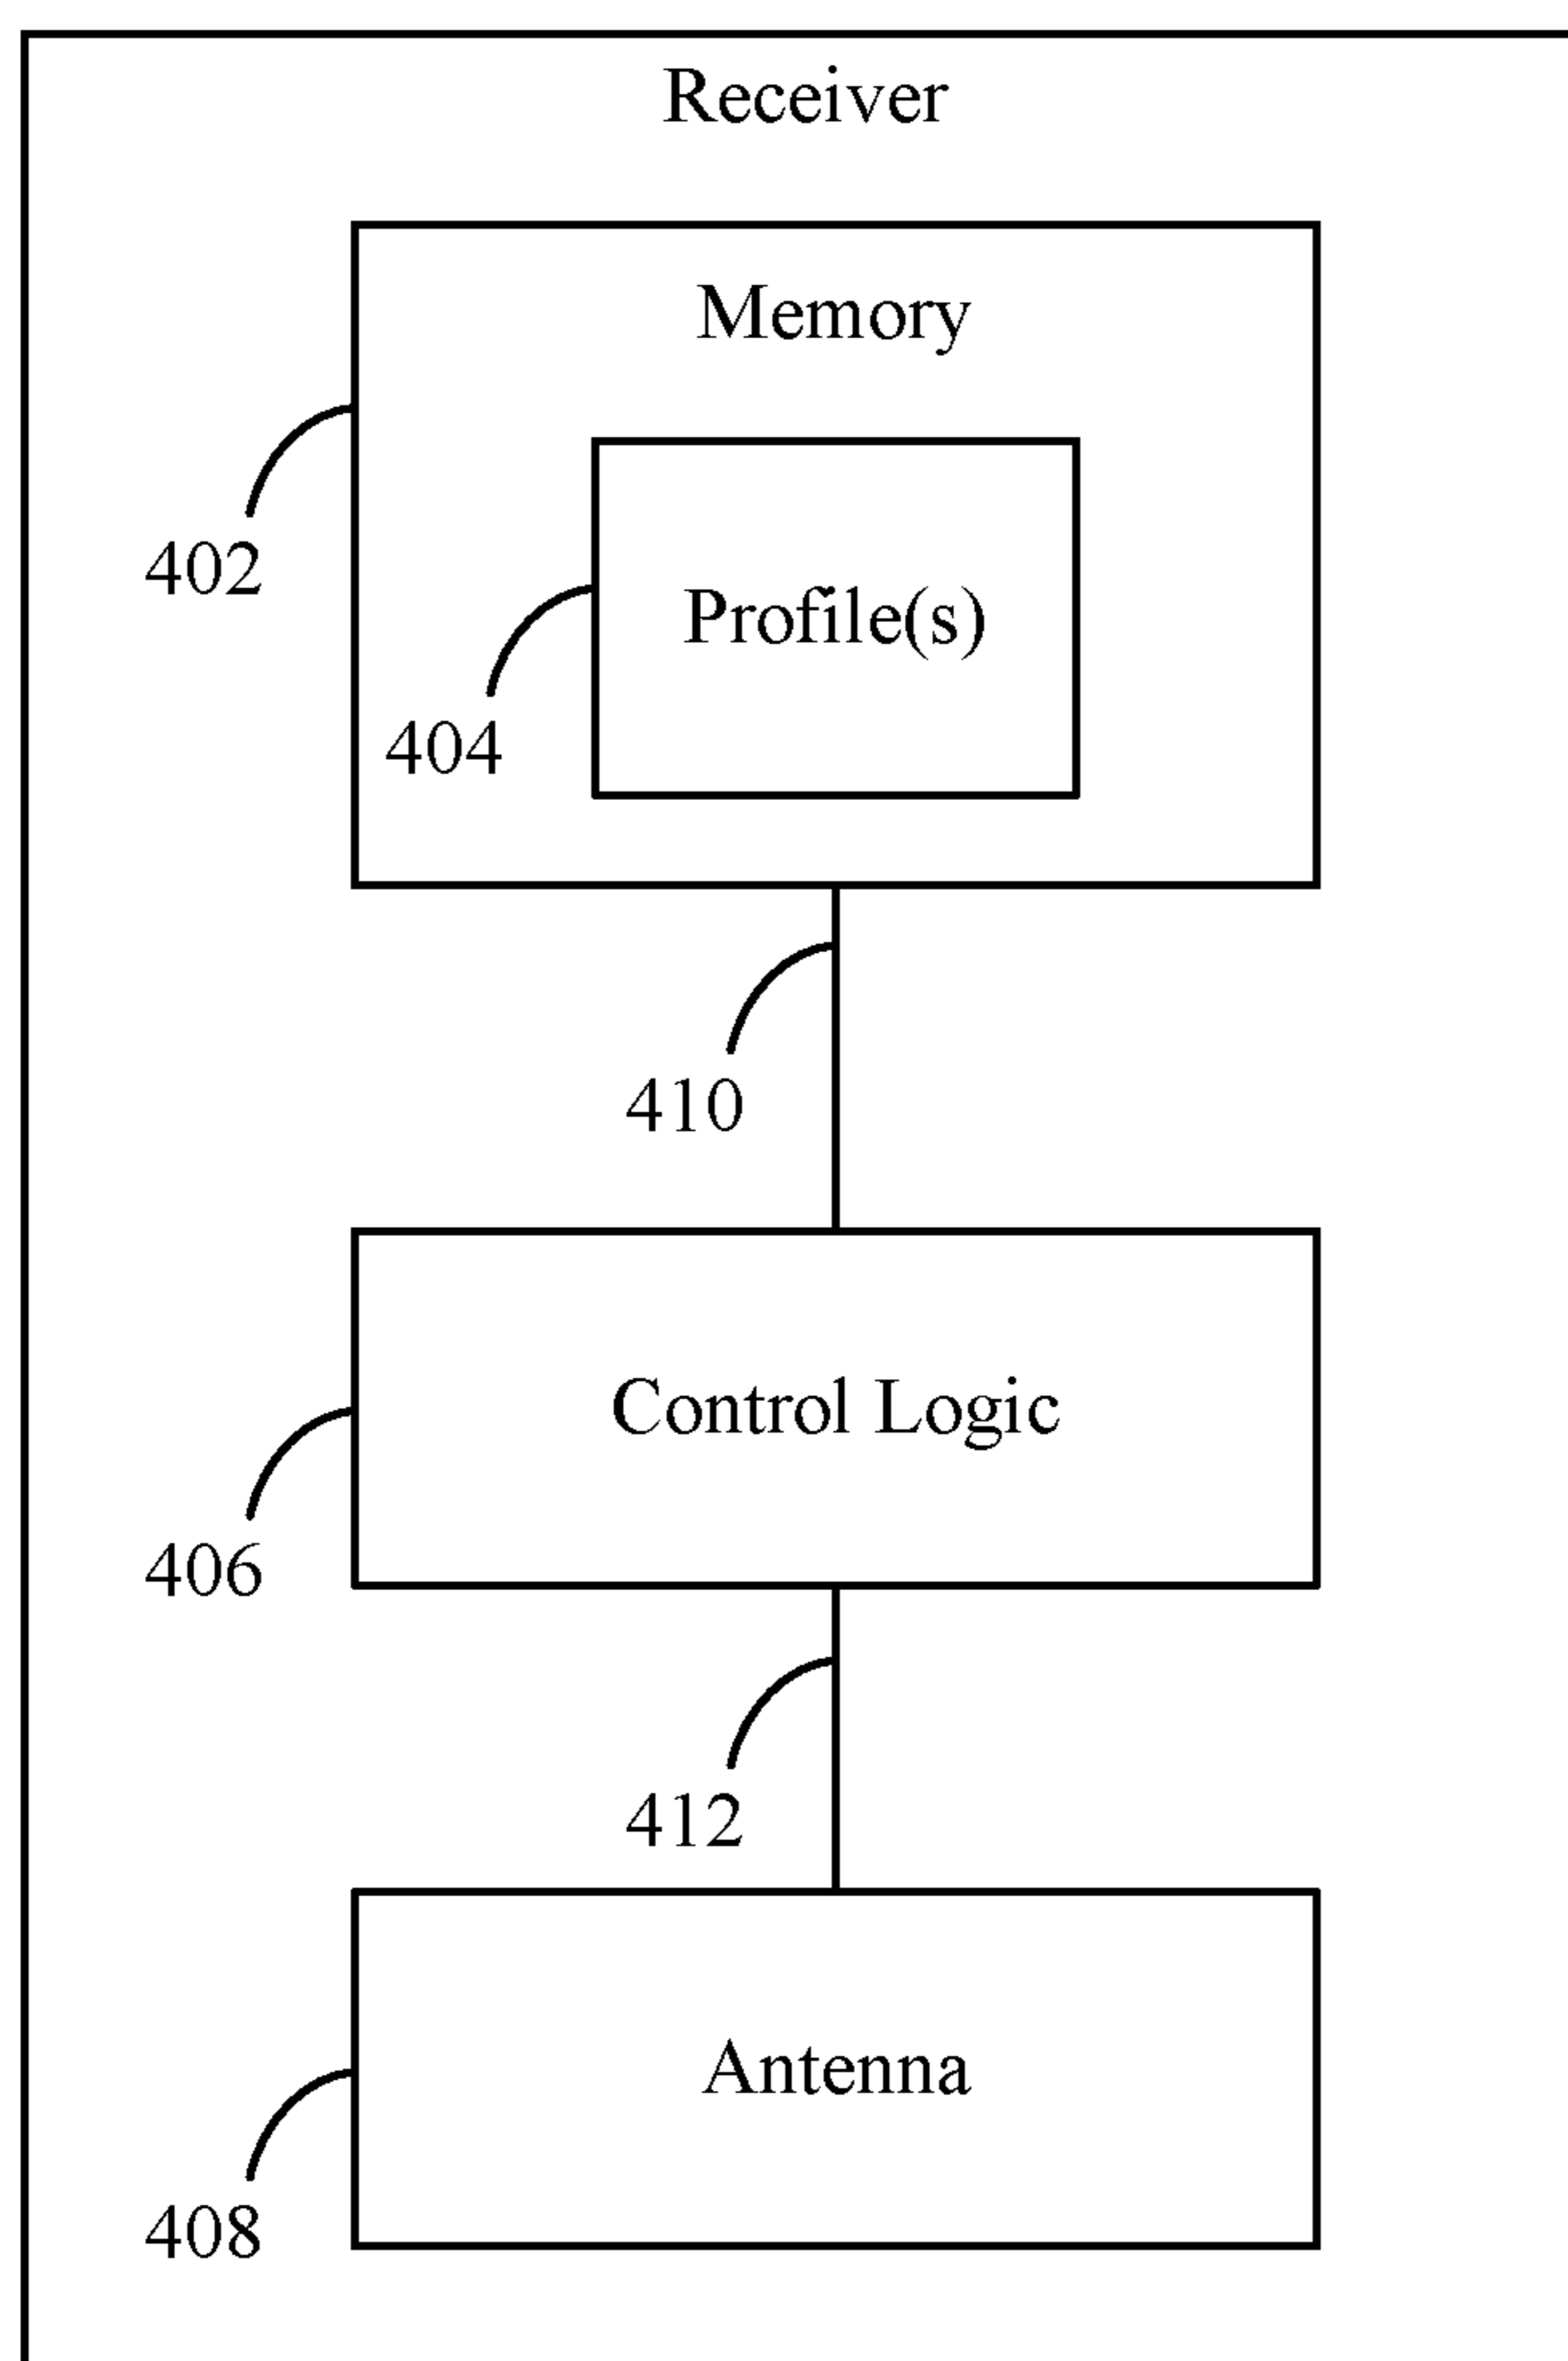 Receiver
Memory
402
Profile(s)
404
410
Control Logic
406
412
Antenna
408